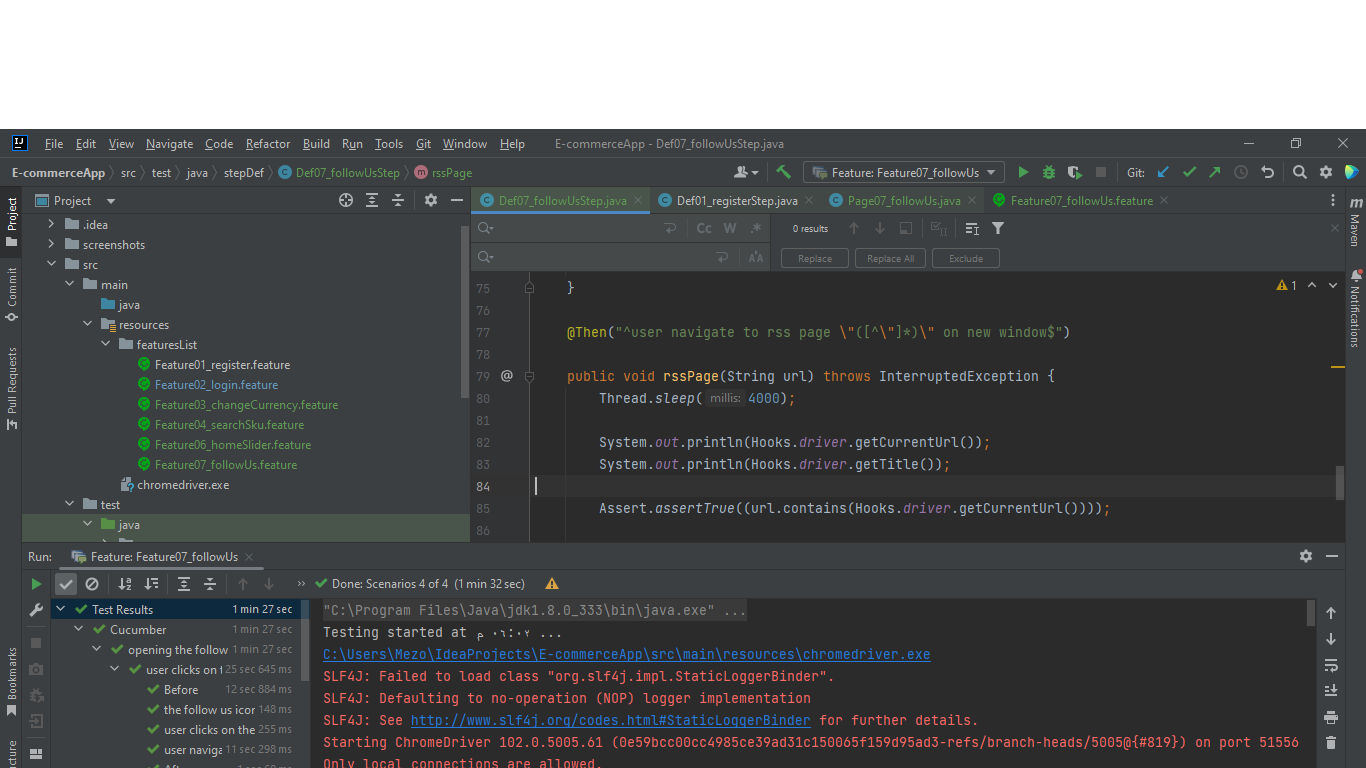 File Edit View Navigate Code Refactor Build Run Tools Git Window Help E-commerceApp - Def07_followUsStep.java
E-commerceApp src test java stepDef Def07_followUsStep rssPage Feature: Feature07_followUs Git:
Project
Def07_followUsStep.java Def01_registerStep.java Page07_followUs.java Feature07_followUs.feature
.idea
screenshots
src
main
java
resources
featuresList
Feature01_register.feature
Feature02_login.feature
Feature03_changeCurrency.feature
Feature04_searchSku.feature
Feature06_homeSlider.feature
Feature07_followUs.feature
chromedriver.exe
test
java
Cc W .* 0 results
Replace Replace All Exclude
75 }
76
77 @Then("^user navigate to rss page \"([^\"]*)\" on new window$")
78
79 @ public void rssPage(String url) throws InterruptedException {
80 Thread.sleep( millis: 4000);
81
82 System.out.println(Hooks.driver.getCurrentUrl());
83 System.out.println(Hooks.driver.getTitle());
84
85 Assert.assertTrue((url.contains(Hooks.driver.getCurrentUrl())));
86
1
Project
Commit
Pull Requests
Bookmarks
cture
Maven
Notifications
Run: Feature: Feature07_followUs
Done: Scenarios 4 of 4 (1 min 32 sec)
Test Results 1 min 27 sec
Cucumber 1 min 27 sec
opening the follow 1 min 27 sec
user clicks on t 25 sec 645 ms
Before 12 sec 884 ms
the follow us icor 148 ms
user clicks on the 255 ms
user naviga 11 sec 298 ms
"C:\Program Files\Java\jdk1.8.0_333\bin\java.exe" ...
Testing started at م ٠٦:٠٢ ...
C:\Users\Mezo\IdeaProjects\E-commerceApp\src\main\resources\chromedriver.exe
SLF4J: Failed to load class "org.slf4j.impl.StaticLoggerBinder".
SLF4J: Defaulting to no-operation (NOP) logger implementation
SLF4J: See http://www.slf4j.org/codes.html#StaticLoggerBinder for further details.
Starting ChromeDriver 102.0.5005.61 (0e59bcc00cc4985ce39ad31c150065f159d95ad3-refs/branch-heads/5005@{#819}) on port 51556
Only local connections are allowed.